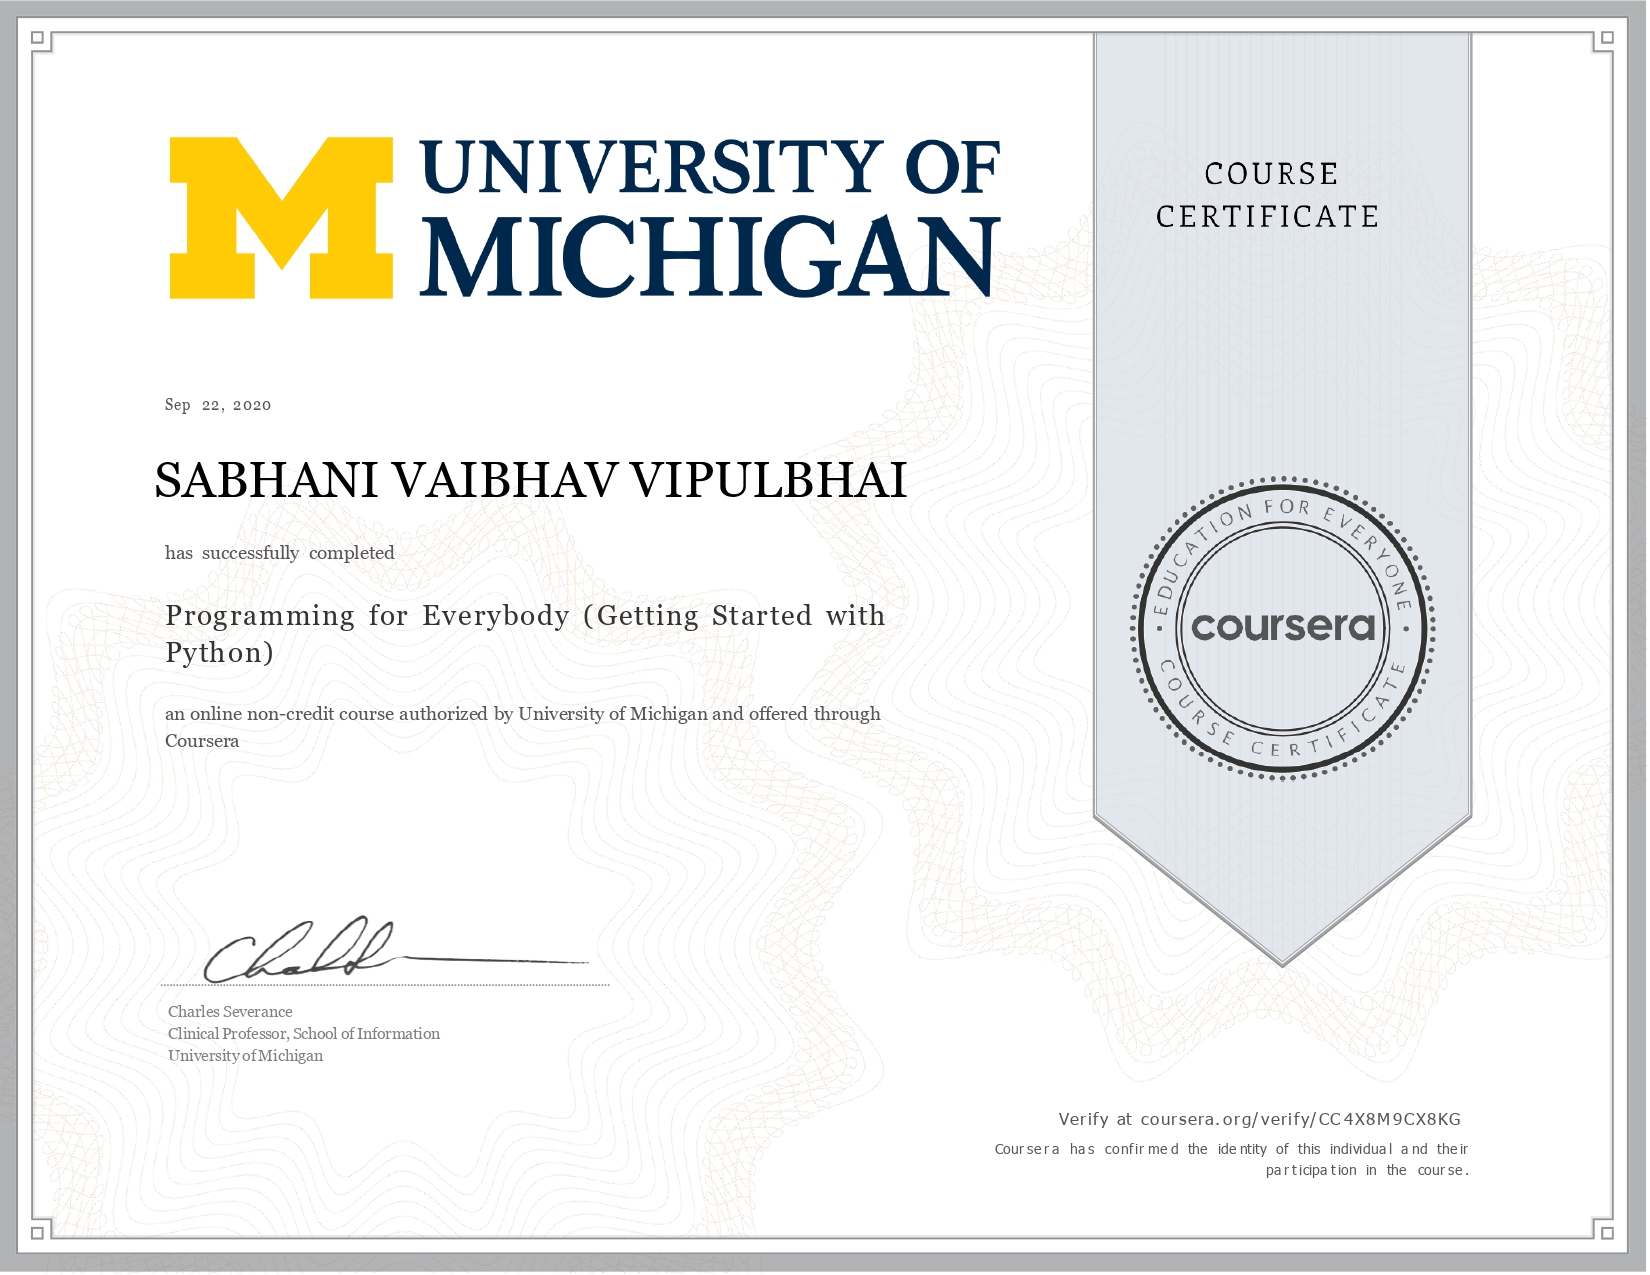 UNIVERSITY OF
MICHIGAN
COURSE
CERTIFICATE
Sep 22, 2020
SABHANI VAIBHAV VIPULBHAI
has successfully completed
Programming for Everybody (Getting Started with
Python)
an online non-credit course authorized by University of Michigan and offered through
Coursera
EDUCATION FOR EVERYONE
coursera
COURSE CERTIFICATE
Charles Severance
Clinical Professor, School of Information
University of Michigan
Verify at coursera.org/verify/CC4X8M9CX8KG
Coursera has confirmed the identity of this individual and their
participation in the course.